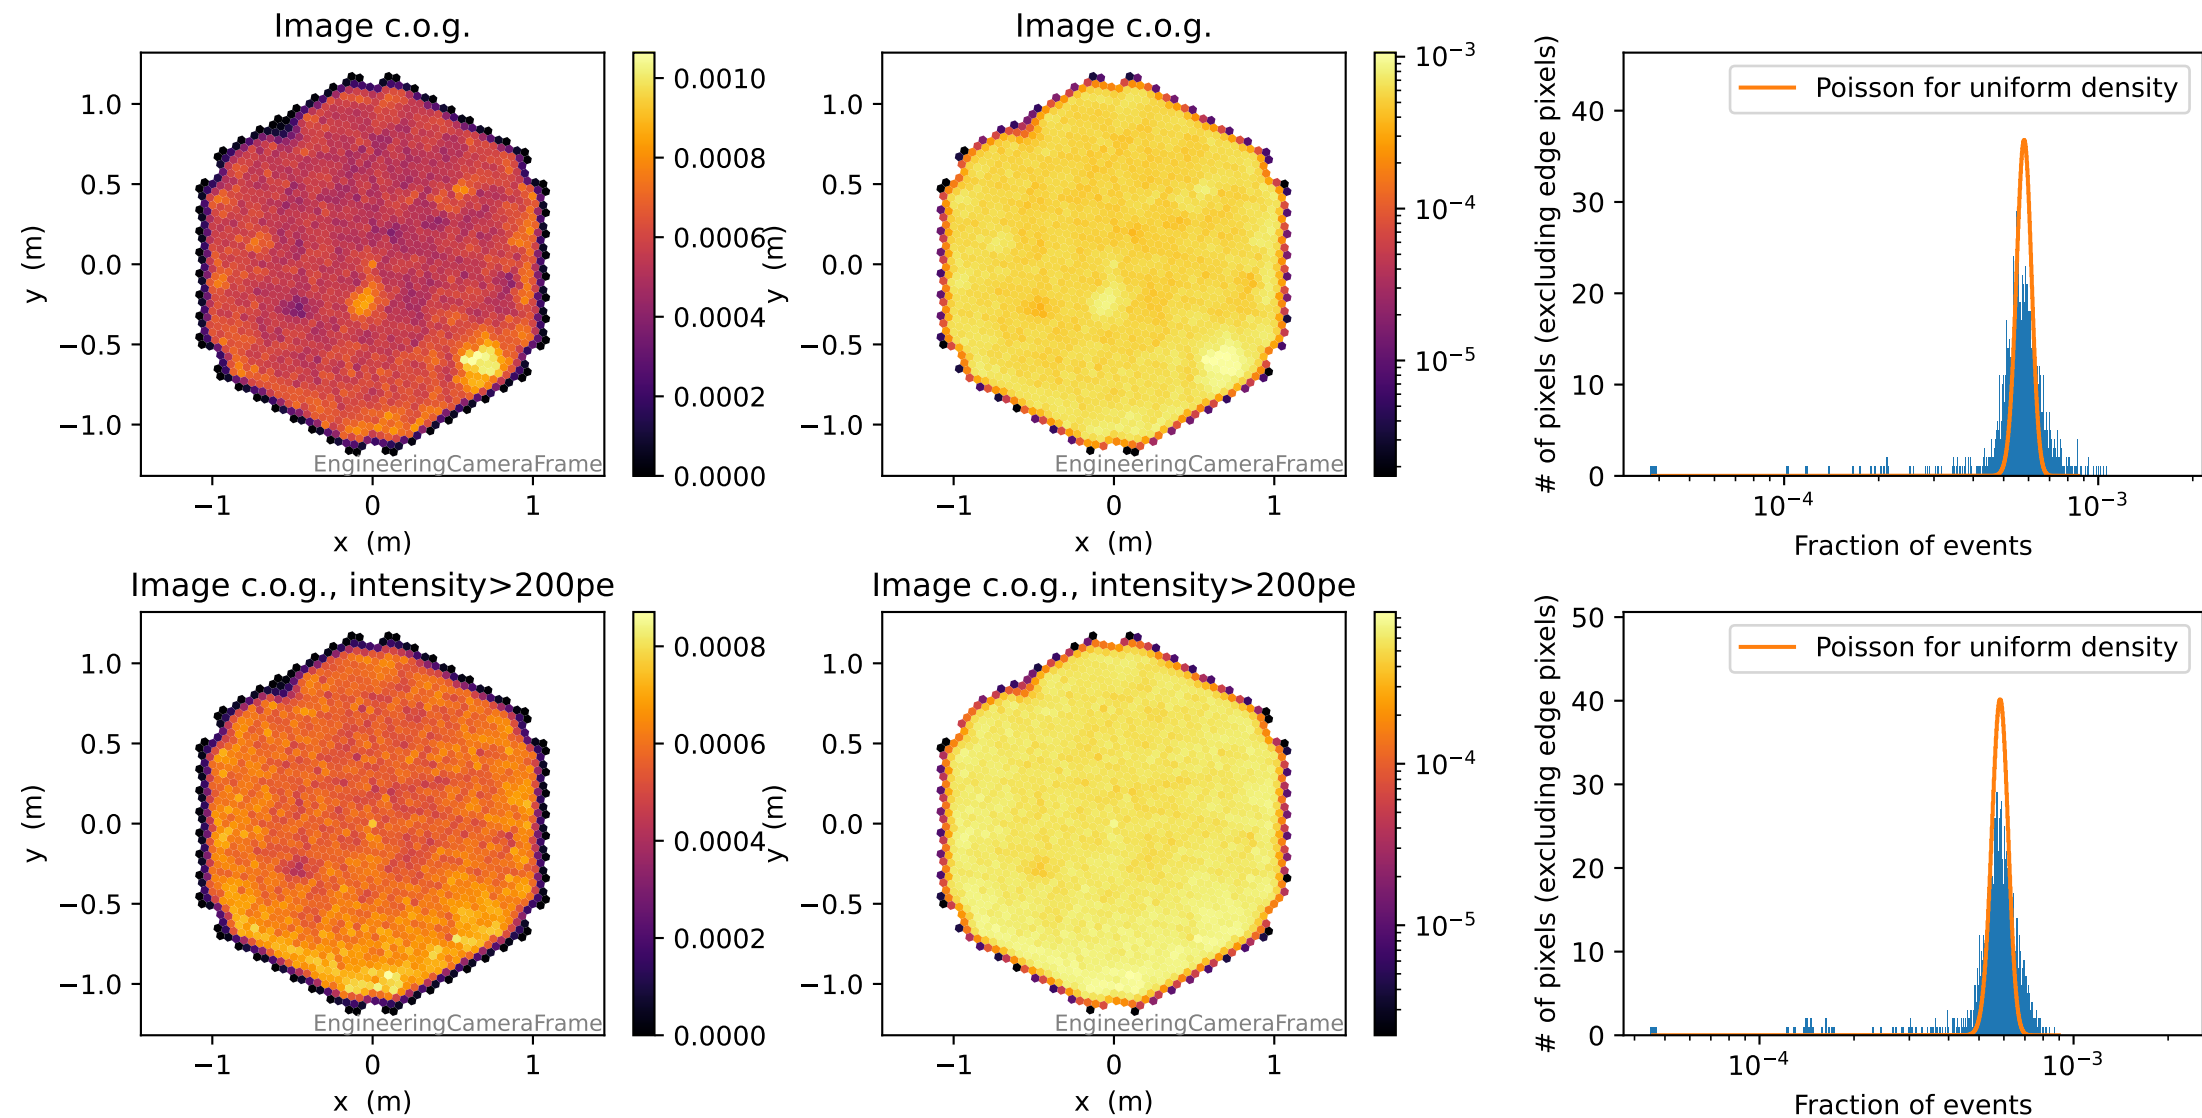 Image c.o.g.
1.0
0.5
0.0
−0.5
−1.0
y (m)
−1
0
1
x (m)
EngineeringCameraFrame
0.0010
0.0008
0.0006
0.0004
0.0002
0.0000
Image c.o.g.
1.0
0.5
0.0
−0.5
−1.0
y (m)
−1
0
1
x (m)
EngineeringCameraFrame
10⁻³
10⁻⁴
10⁻⁵
# of pixels (excluding edge pixels)
40
30
20
10
0
Poisson for uniform density
10⁻⁴
10⁻³
Fraction of events
Image c.o.g., intensity>200pe
1.0
0.5
0.0
−0.5
−1.0
y (m)
−1
0
1
x (m)
EngineeringCameraFrame
0.0008
0.0006
0.0004
0.0002
0.0000
Image c.o.g., intensity>200pe
1.0
0.5
0.0
−0.5
−1.0
y (m)
−1
0
1
x (m)
EngineeringCameraFrame
10⁻⁴
10⁻⁵
# of pixels (excluding edge pixels)
50
40
30
20
10
0
Poisson for uniform density
10⁻⁴
10⁻³
Fraction of events